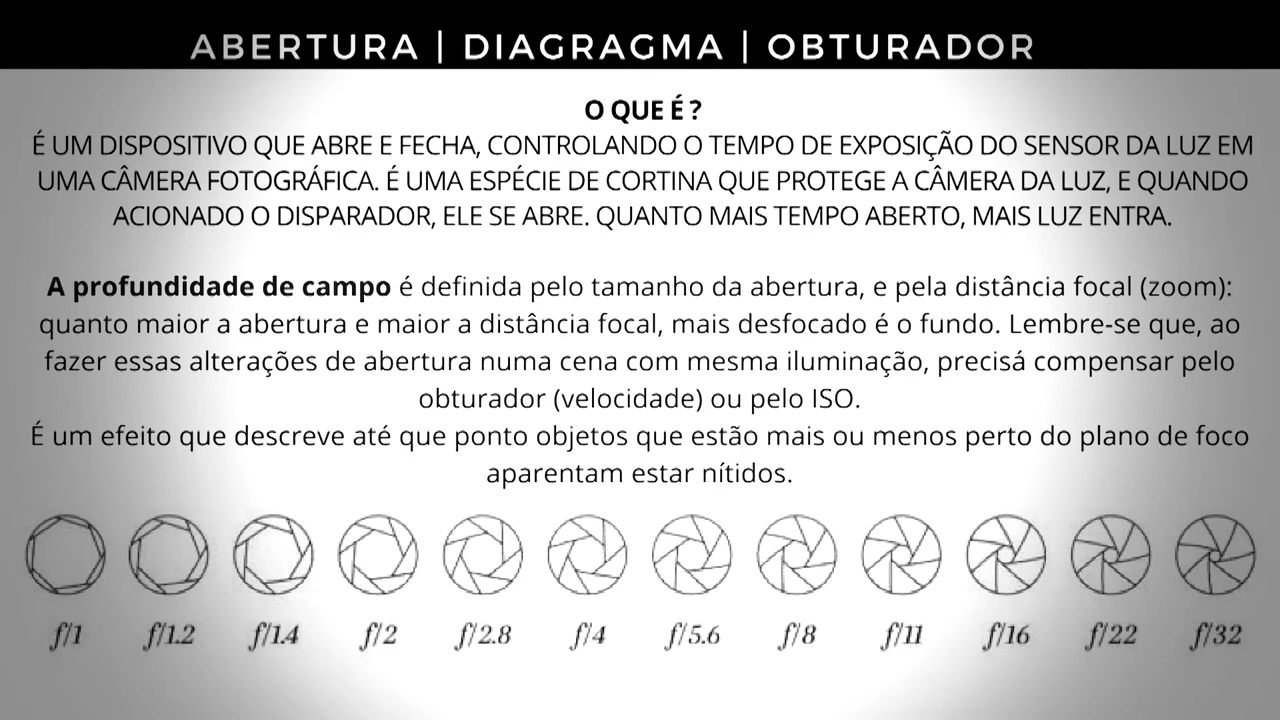 ABERTURA | DIAGRAGMA | OBTURADOR
O QUE É ?
É UM DISPOSITIVO QUE ABRE E FECHA, CONTROLANDO O TEMPO DE EXPOSIÇÃO DO SENSOR DA LUZ EM
UMA CÂMERA FOTOGRÁFICA. É UMA ESPÉCIE DE CORTINA QUE PROTEGE A CÂMERA DA LUZ, E QUANDO
ACIONADO O DISPARADOR, ELE SE ABRE. QUANTO MAIS TEMPO ABERTO, MAIS LUZ ENTRA.
A profundidade de campo é definida pelo tamanho da abertura, e pela distância focal (zoom):
quanto maior a abertura e maior a distância focal, mais desfocado é o fundo. Lembre-se que, ao
fazer essas alterações de abertura numa cena com mesma iluminação, precisá compensar pelo
obturador (velocidade) ou pelo ISO.
É um efeito que descreve até que ponto objetos que estão mais ou menos perto do plano de foco
aparentam estar nítidos.
f/1 f/1.2 f/1.4 f/2 f/2.8 f/4 f/5.6 f/8 f/11 f/16 f/22 f/32